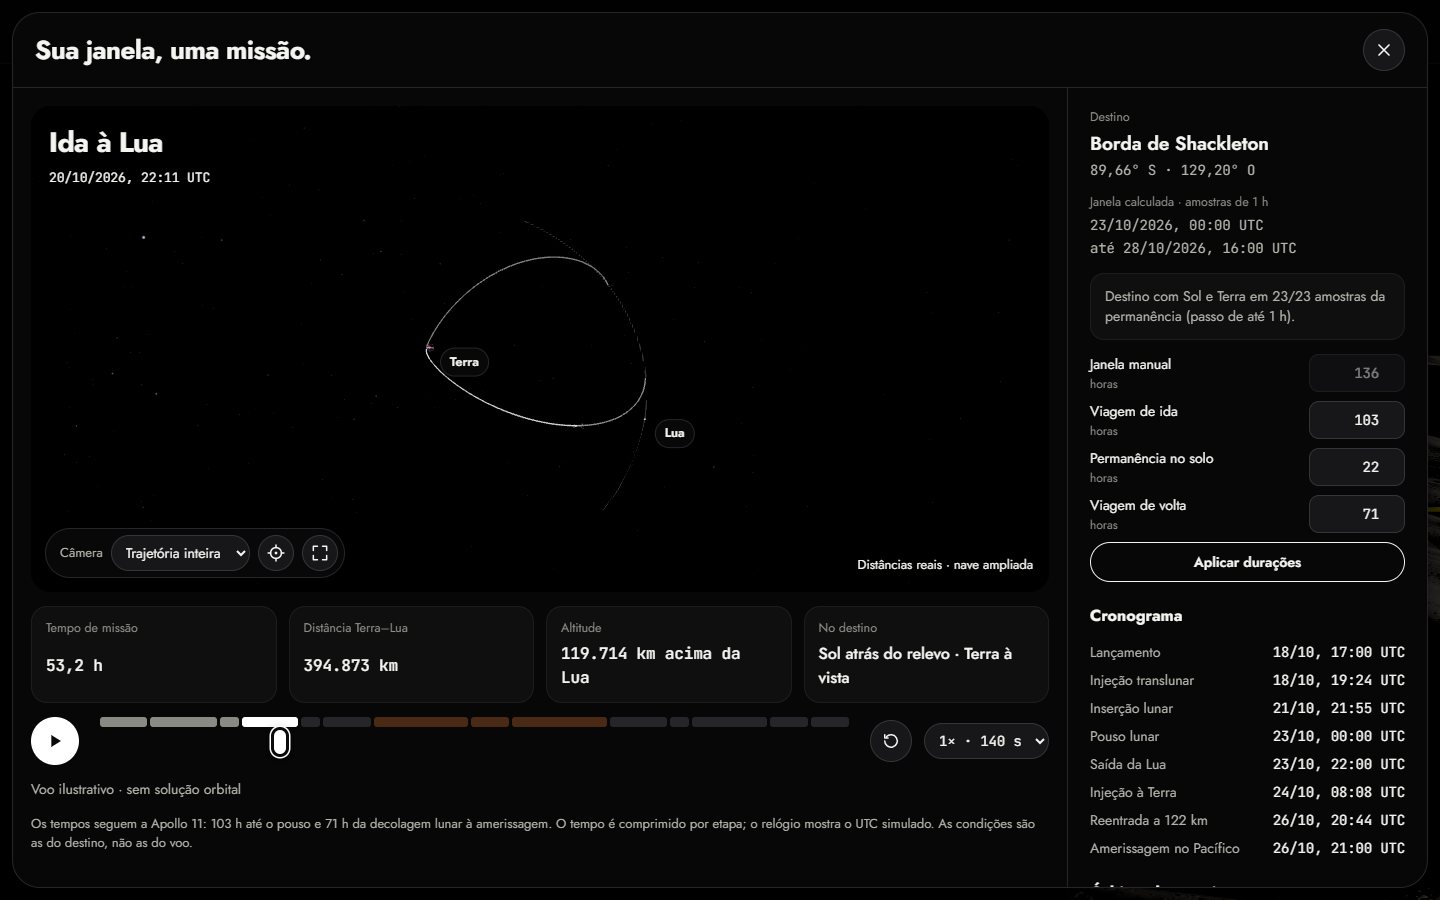 Sua janela, uma missão.
Ida à Lua
20/10/2026, 22:11 UTC
Terra
Lua
Câmera
Trajetória inteira
Distâncias reais · nave ampliada
Tempo de missão
53,2 h
Distância Terra–Lua
394.873 km
Altitude
119.714 km acima da
Lua
No destino
Sol atrás do relevo · Terra à
vista
1× · 140 s
Voo ilustrativo · sem solução orbital
Os tempos seguem a Apollo 11: 103 h até o pouso e 71 h da decolagem lunar à amerissagem. O tempo é comprimido por etapa; o relógio mostra o UTC simulado. As condições são
as do destino, não as do voo.
Destino
Borda de Shackleton
89,66° S · 129,20° O
Janela calculada · amostras de 1 h
23/10/2026, 00:00 UTC
até 28/10/2026, 16:00 UTC
Destino com Sol e Terra em 23/23 amostras da
permanência (passo de até 1 h).
Janela manual
horas
136
Viagem de ida
horas
103
Permanência no solo
horas
22
Viagem de volta
horas
71
Aplicar durações
Cronograma
Lançamento 18/10, 17:00 UTC
Injeção translunar 18/10, 19:24 UTC
Inserção lunar 21/10, 21:55 UTC
Pouso lunar 23/10, 00:00 UTC
Saída da Lua 23/10, 22:00 UTC
Injeção à Terra 24/10, 08:08 UTC
Reentrada a 122 km 26/10, 20:44 UTC
Amerissagem no Pacífico 26/10, 21:00 UTC